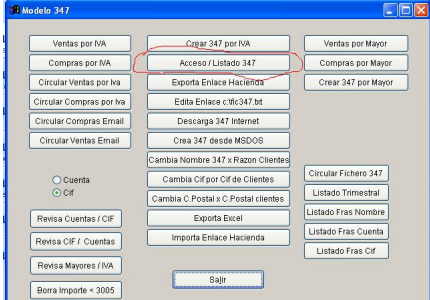 Modelo 347
Ventas por IVA
Compras por IVA
Circular Ventas por Iva
Circular Compras por Iva
Circular Compras Email
Circular Ventas Email
Crear 347 por IVA
Acceso / Listado 347
Exporta Enlace Hacienda
Edita Enlace c:\fic347.txt
Descarga 347 Internet
Crea 347 desde MSDOS
Cambia Nombre 347 x Razon Clientes
Cambia Cif por Cif de Clientes
Cambia C.Postal x C.Postal clientes
Exporta Excel
Importa Enlace Hacienda
Ventas por Mayor
Compras por Mayor
Crear 347 por Mayor
Cuenta
Cif
Revisa Cuentas / CIF
Revisa CIF / Cuentas
Revisa Mayores / IVA
Borra Importe < 3005
Circular Fichero 347
Listado Trimestral
Listado Fras Nombre
Listado Fras Cuenta
Listado Fras Cif
Salir